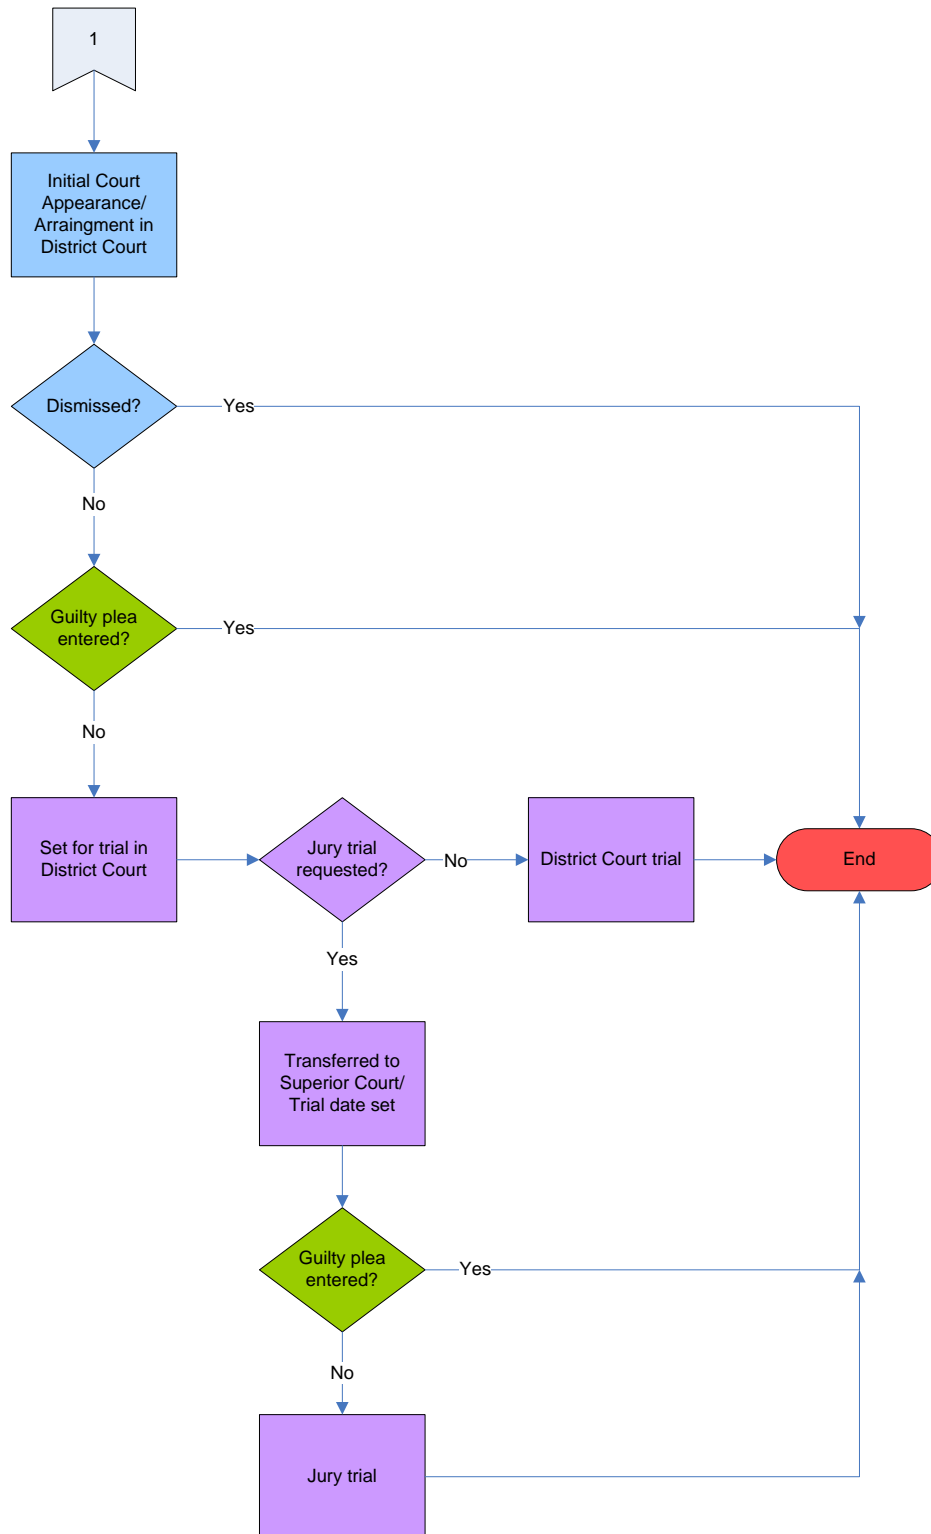 1
Initial Court
Appearance/
Arraingment in
District Court
Dismissed?
Yes
No
Guilty plea
entered?
Yes
No
Set for trial in
District Court
Jury trial
requested?
No
District Court trial
End
Yes
Transferred to
Superior Court/
Trial date set
Guilty plea
entered?
Yes
No
Jury trial